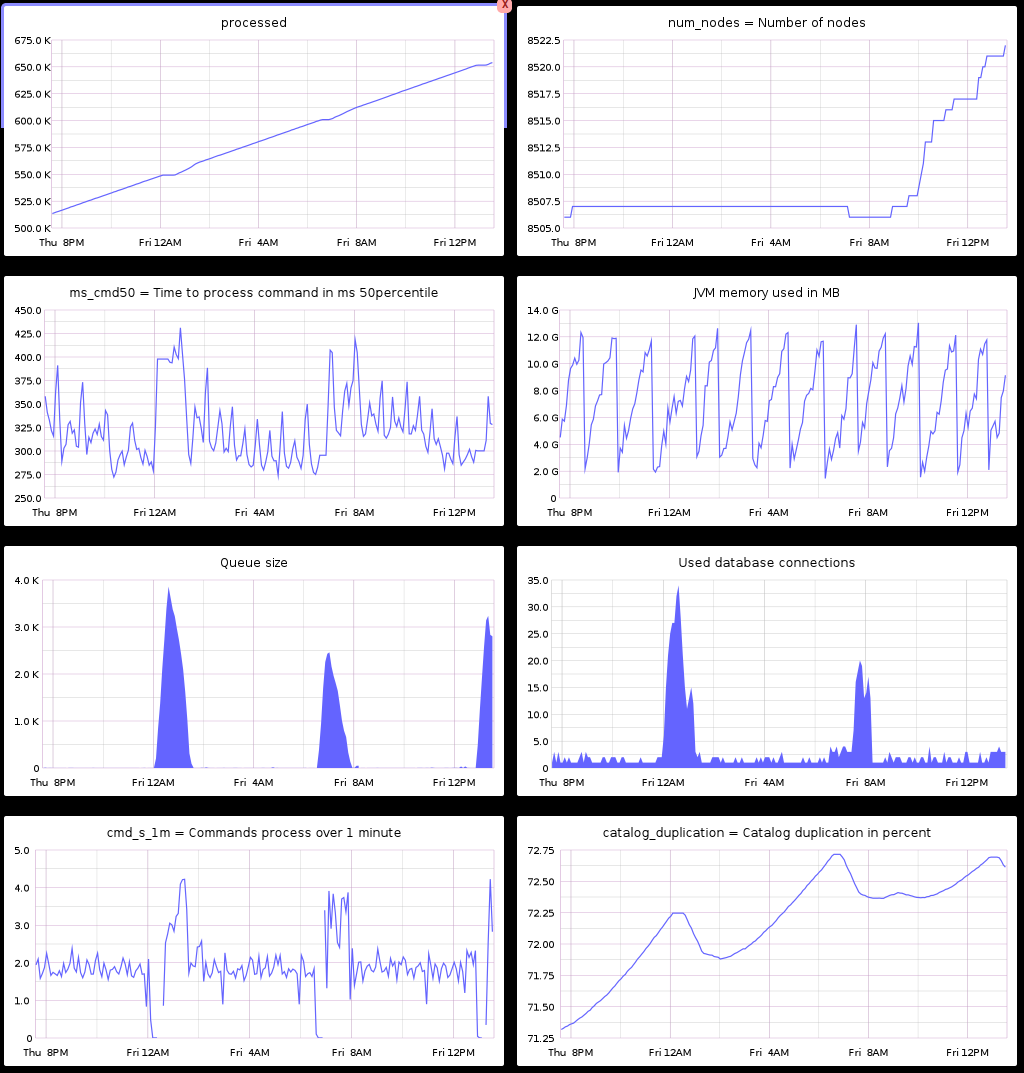 X
processed
675.0 K
650.0 K
625.0 K
600.0 K
575.0 K
550.0 K
525.0 K
500.0 K
Thu 8PM Fri 12AM Fri 4AM Fri 8AM Fri 12PM
num_nodes = Number of nodes
8522.5
8520.0
8517.5
8515.0
8512.5
8510.0
8507.5
8505.0
Thu 8PM Fri 12AM Fri 4AM Fri 8AM Fri 12PM
ms_cmd50 = Time to process command in ms 50percentile
450.0
425.0
400.0
375.0
350.0
325.0
300.0
275.0
250.0
Thu 8PM Fri 12AM Fri 4AM Fri 8AM Fri 12PM
JVM memory used in MB
14.0 G
12.0 G
10.0 G
8.0 G
6.0 G
4.0 G
2.0 G
0
Thu 8PM Fri 12AM Fri 4AM Fri 8AM Fri 12PM
Queue size
4.0 K
3.0 K
2.0 K
1.0 K
0
Thu 8PM Fri 12AM Fri 4AM Fri 8AM Fri 12PM
Used database connections
35.0
30.0
25.0
20.0
15.0
10.0
5.0
0
Thu 8PM Fri 12AM Fri 4AM Fri 8AM Fri 12PM
cmd_s_1m = Commands process over 1 minute
5.0
4.0
3.0
2.0
1.0
0
Thu 8PM Fri 12AM Fri 4AM Fri 8AM Fri 12PM
catalog_duplication = Catalog duplication in percent
72.75
72.50
72.25
72.00
71.75
71.50
71.25
Thu 8PM Fri 12AM Fri 4AM Fri 8AM Fri 12PM